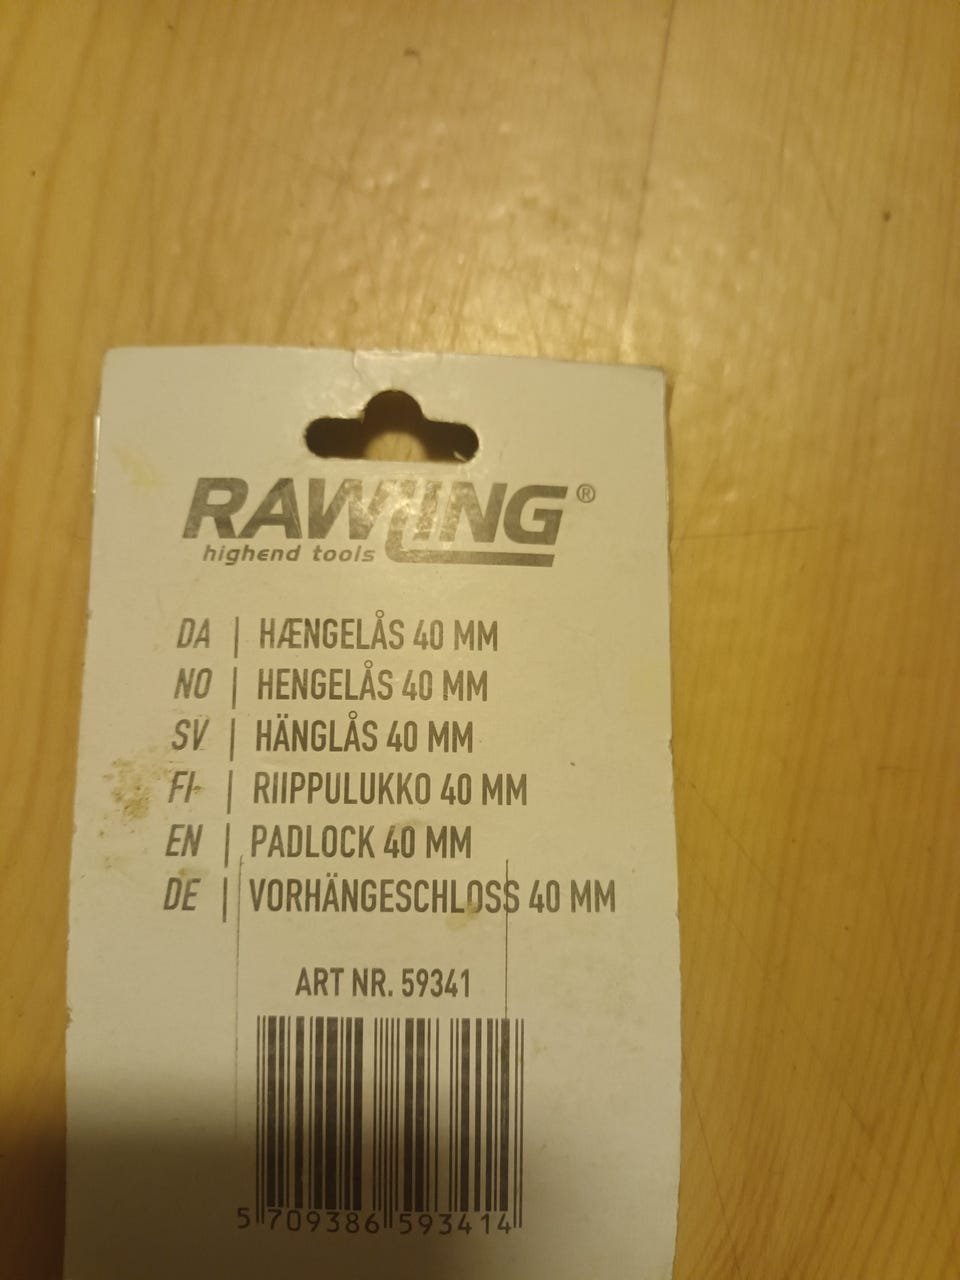 RAWLING®
highend tools
DA | HÆNGELÅS 40 MM
NO | HENGELÅS 40 MM
SV | HÄNGLÅS 40 MM
FI | RIIPPULUKKO 40 MM
EN | PADLOCK 40 MM
DE | VORHÄNGESCHLOSS 40 MM
ART NR. 59341
5 709386 593414